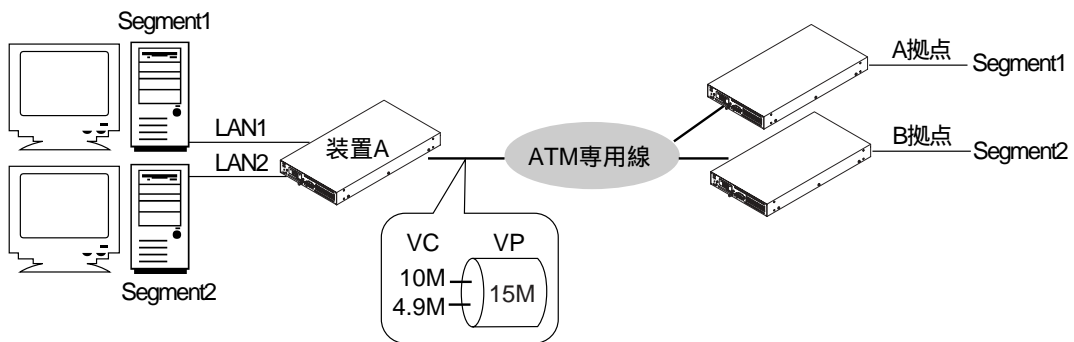 Segment1
LAN1
LAN2
装置A
Segment2
ATM専用線
A拠点
Segment1
B拠点
Segment2
VC
VP
10M
4.9M
15M